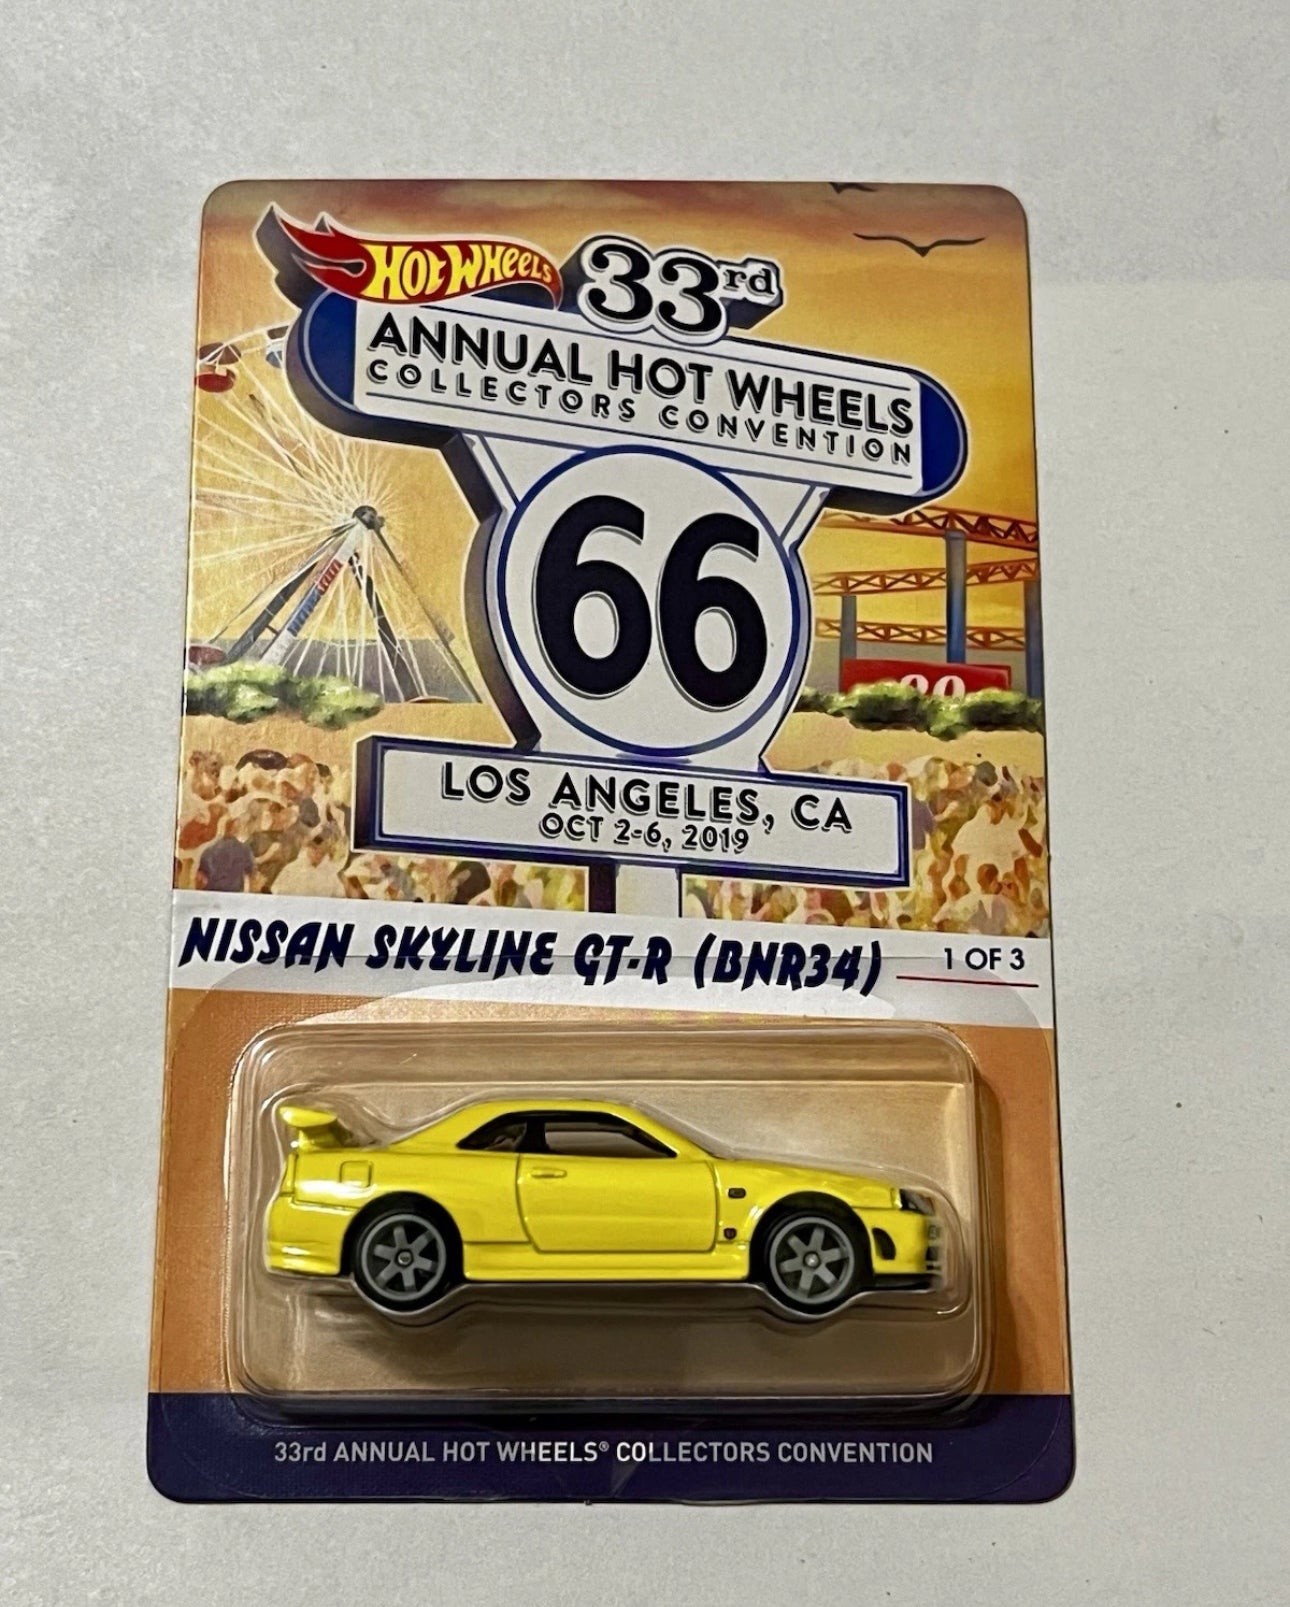 HOT WHEELS
33rd
ANNUAL HOT WHEELS
COLLECTORS CONVENTION
66
LOS ANGELES, CA
OCT 2-6, 2019
NISSAN SKYLINE GT-R (BNR34)
1 OF 3
33rd ANNUAL HOT WHEELS® COLLECTORS CONVENTION